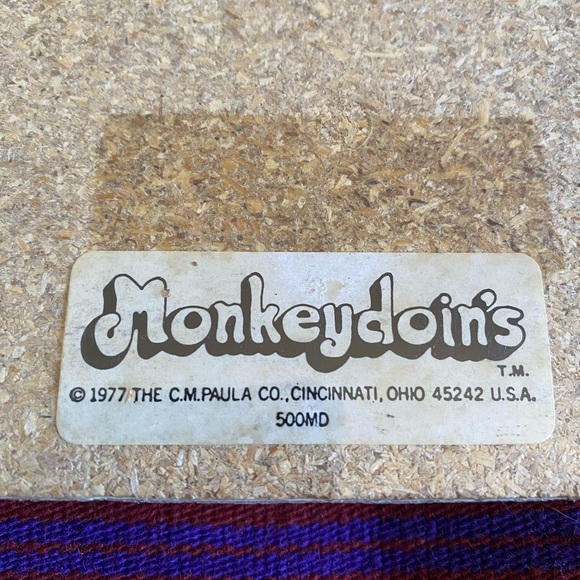 Monkeydoin's
T.M.
© 1977 THE C.M. PAULA CO., CINCINNATI, OHIO 45242 U.S.A.
500MD